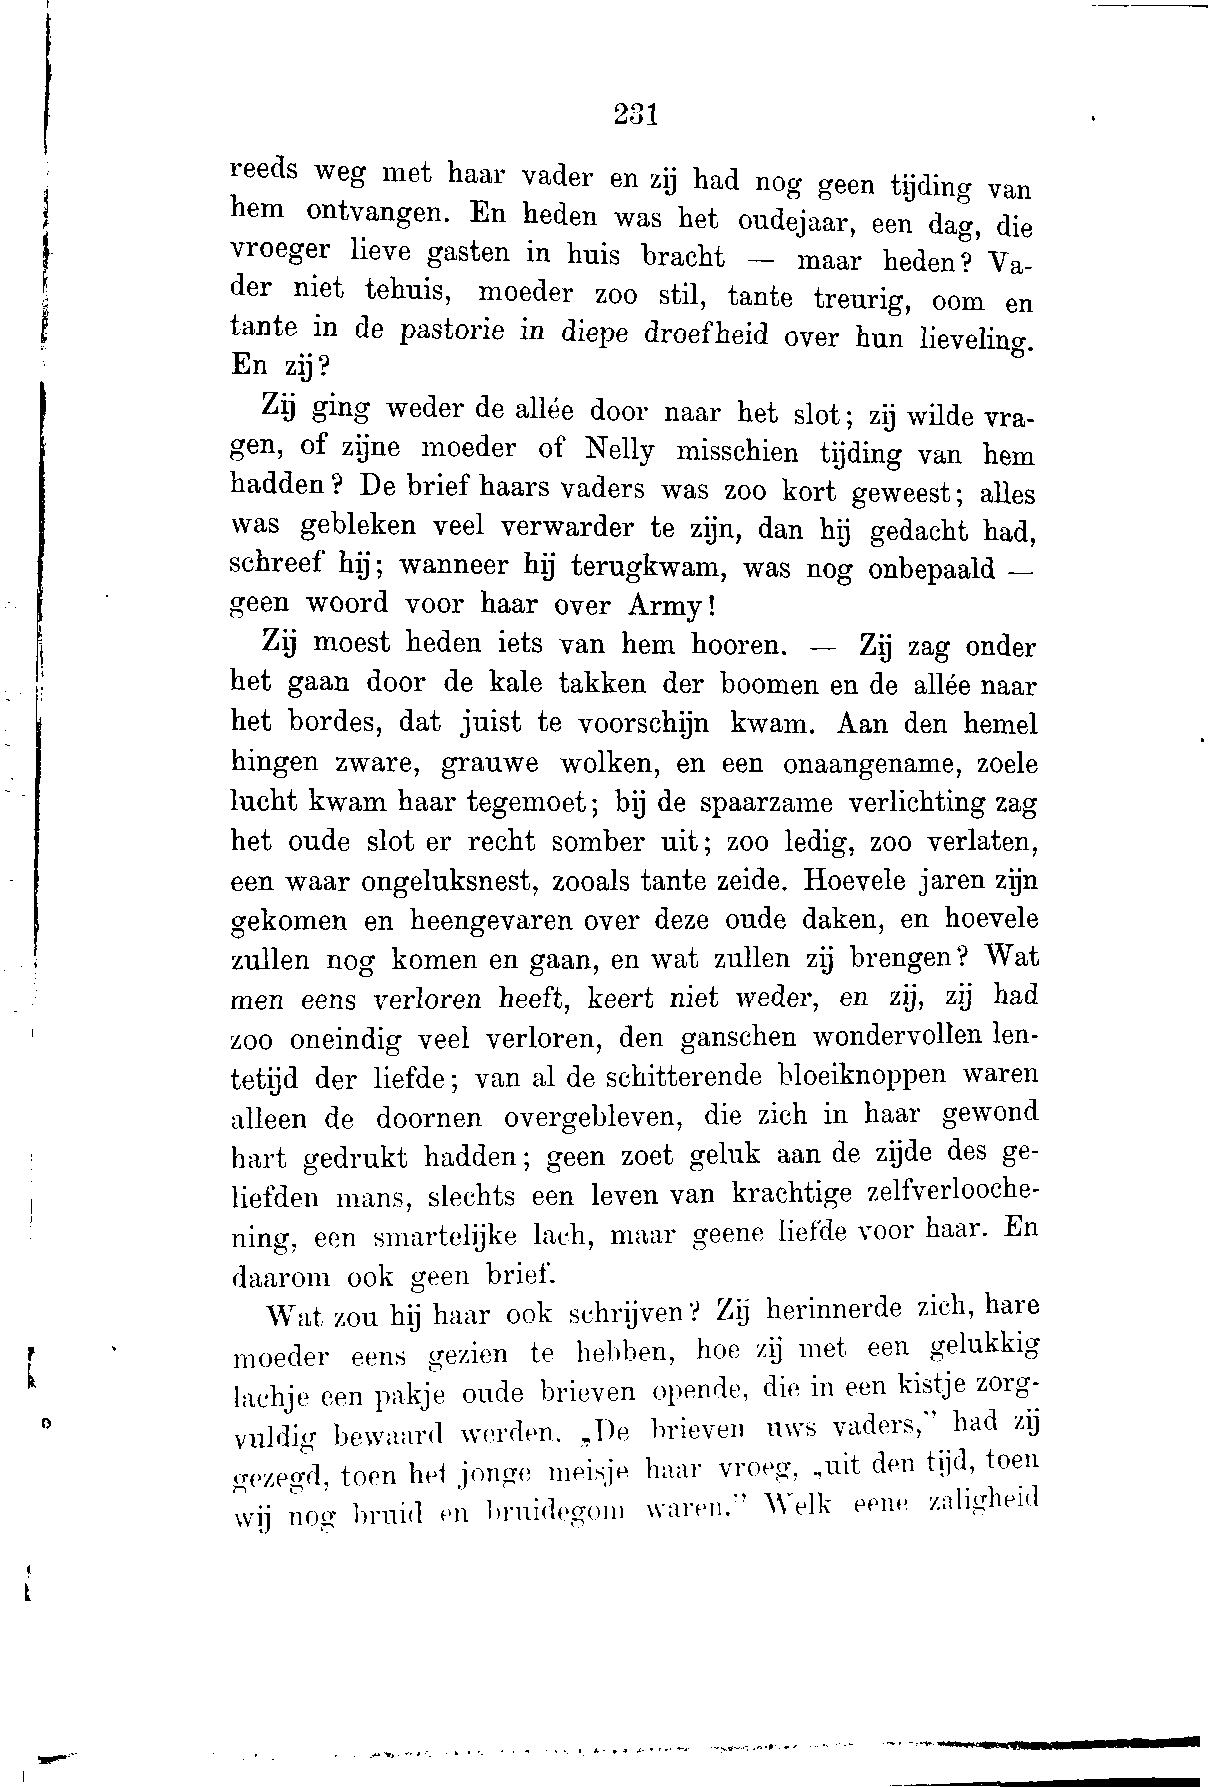 231
reeds weg met haar vader en zij had nog geen tijding van
hem ontvangen. En heden was het oudejaar, een dag, die
vroeger lieve gasten in huis bracht — maar heden? Va-
der niet tehuis, moeder zoo stil, tante treurig, oom en
tante in de pastorie in diepe droefheid over hun lieveling.
En zij?
Zij ging weder de allée door naar het slot; zij wilde vra-
gen, of zijne moeder of Nelly misschien tijding van hem
hadden? De brief haars vaders was zoo kort geweest; alles
was gebleken veel verwarder te zijn, dan hij gedacht had,
schreef hij; wanneer hij terugkwam, was nog onbepaald —
geen woord voor haar over Army!
Zij moest heden iets van hem hooren. — Zij zag onder
het gaan door de kale takken der boomen en de allée naar
het bordes, dat juist te voorschijn kwam. Aan den hemel
hingen zware, grauwe wolken, en een onaangename, zoele
lucht kwam haar tegemoet; bij de spaarzame verlichting zag
het oude slot er recht somber uit; zoo ledig, zoo verlaten,
een waar ongeluksnest, zooals tante zeide. Hoevele jaren zijn
gekomen en heengevaren over deze oude daken, en hoevele
zullen nog komen en gaan, en wat zullen zij brengen? Wat
men eens verloren heeft, keert niet weder, en zij, zij had
zoo oneindig veel verloren, den ganschen wondervollen len-
tetijd der liefde; van al de schitterende bloeiknoppen waren
alleen de doornen overgebleven, die zich in haar gewond
hart gedrukt hadden; geen zoet geluk aan de zijde des ge-
liefden mans, slechts een leven van krachtige zelfverlooche-
ning, een smartelijke lach, maar geene liefde voor haar. En
daarom ook geen brief.
Wat zou hij haar ook schrijven? Zij herinnerde zich, hare
moeder eens gezien te hebben, hoe zij met een gelukkig
lachje een pakje oude brieven opende, die in een kistje zorg-
vuldig bewaard werden. „De brieven uws vaders,” had zij
gezegd, toen het jonge meisje haar vroeg, „uit den tijd, toen
wij nog bruid en bruidegom waren.” Welk eene zaligheid